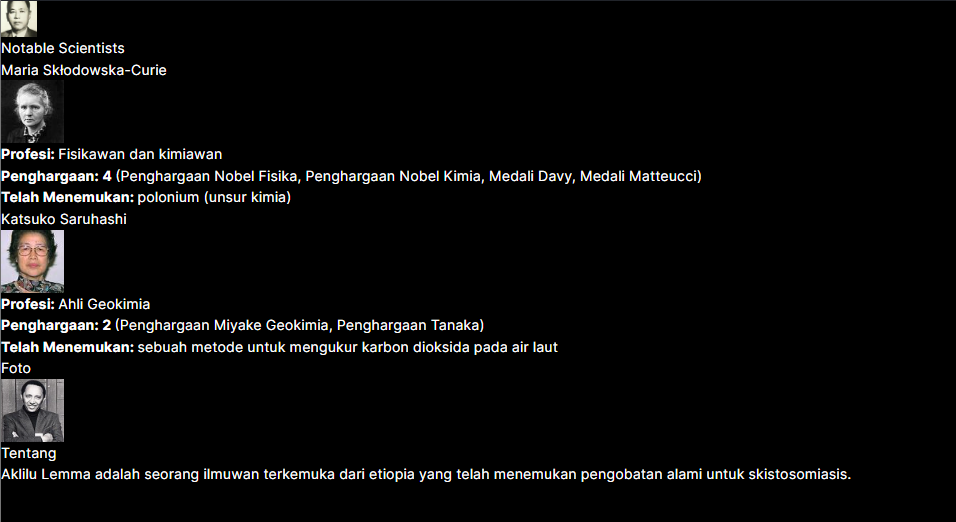 Notable Scientists
Maria Skłodowska-Curie
Profesi: Fisikawan dan kimiawan
Penghargaan: 4 (Penghargaan Nobel Fisika, Penghargaan Nobel Kimia, Medali Davy, Medali Matteucci)
Telah Menemukan: polonium (unsur kimia)
Katsuko Saruhashi
Profesi: Ahli Geokimia
Penghargaan: 2 (Penghargaan Miyake Geokimia, Penghargaan Tanaka)
Telah Menemukan: sebuah metode untuk mengukur karbon dioksida pada air laut
Foto
Tentang
Aklilu Lemma adalah seorang ilmuwan terkemuka dari etiopia yang telah menemukan pengobatan alami untuk skistosomiasis.